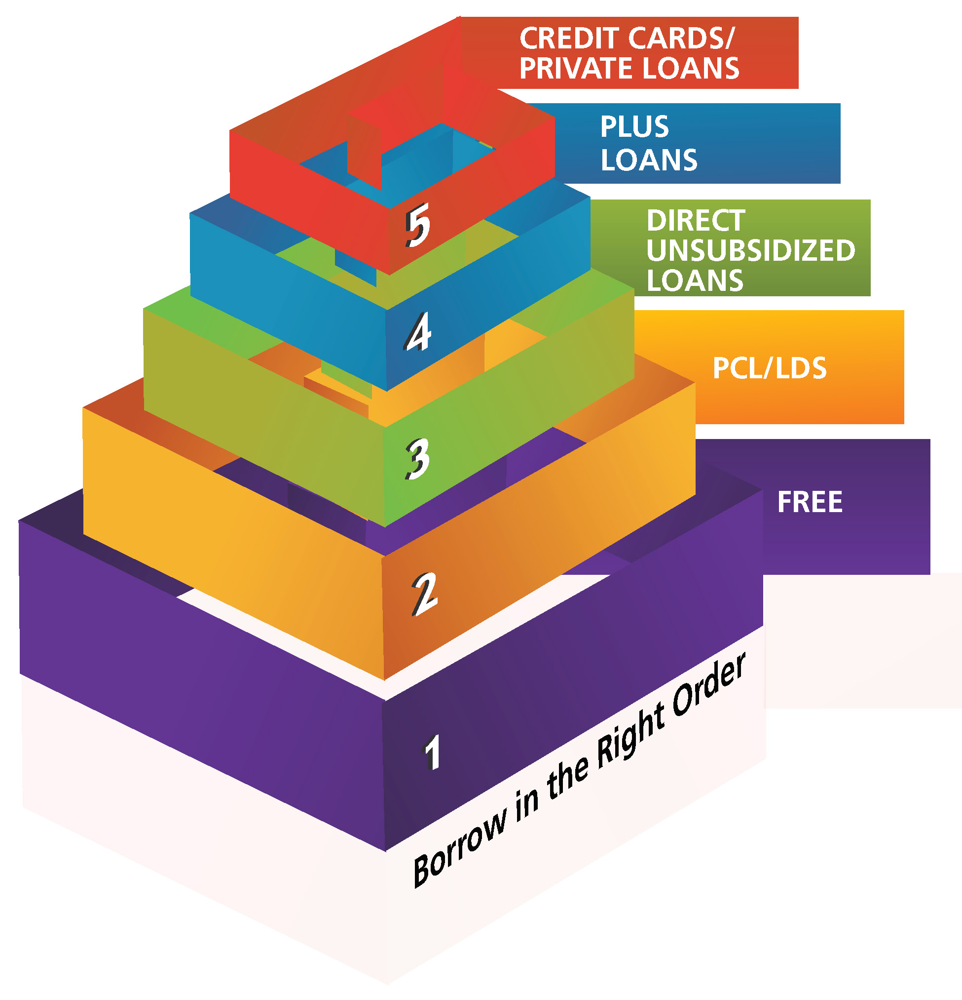 CREDIT CARDS/
PRIVATE LOANS
PLUS
LOANS
DIRECT
UNSUBSIDIZED
LOANS
PCL/LDS
FREE
5
4
3
2
1
Borrow in the Right Order